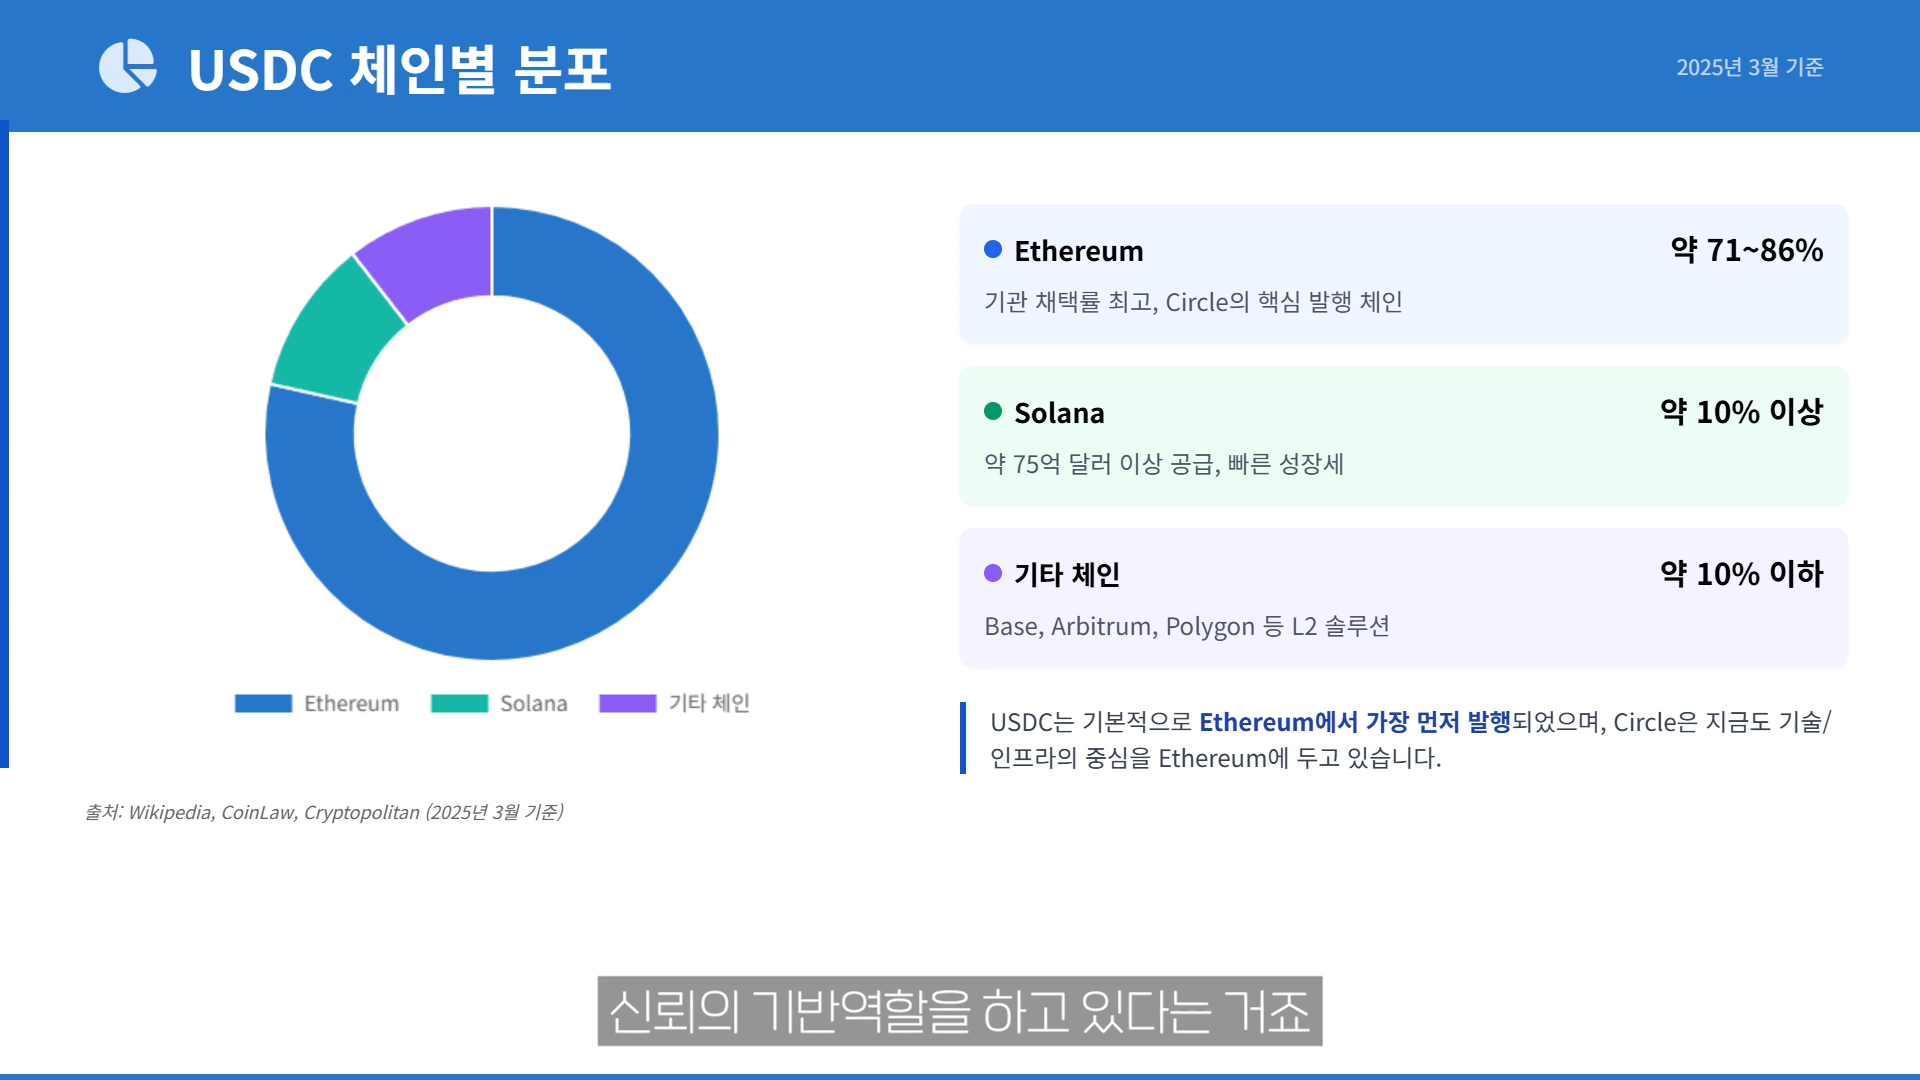 USDC 체인별 분포
2025년 3월 기준
Ethereum
약 71~86%
기관 채택률 최고, Circle의 핵심 발행 체인
Solana
약 10% 이상
약 75억 달러 이상 공급, 빠른 성장세
기타 체인
약 10% 이하
Base, Arbitrum, Polygon 등 L2 솔루션
Ethereum
Solana
기타 체인
USDC는 기본적으로 Ethereum에서 가장 먼저 발행되었으며, Circle은 지금도 기술/
인프라의 중심을 Ethereum에 두고 있습니다.
출처: Wikipedia, CoinLaw, Cryptopolitan (2025년 3월 기준)
신뢰의 기반역할을 하고 있다는 거죠